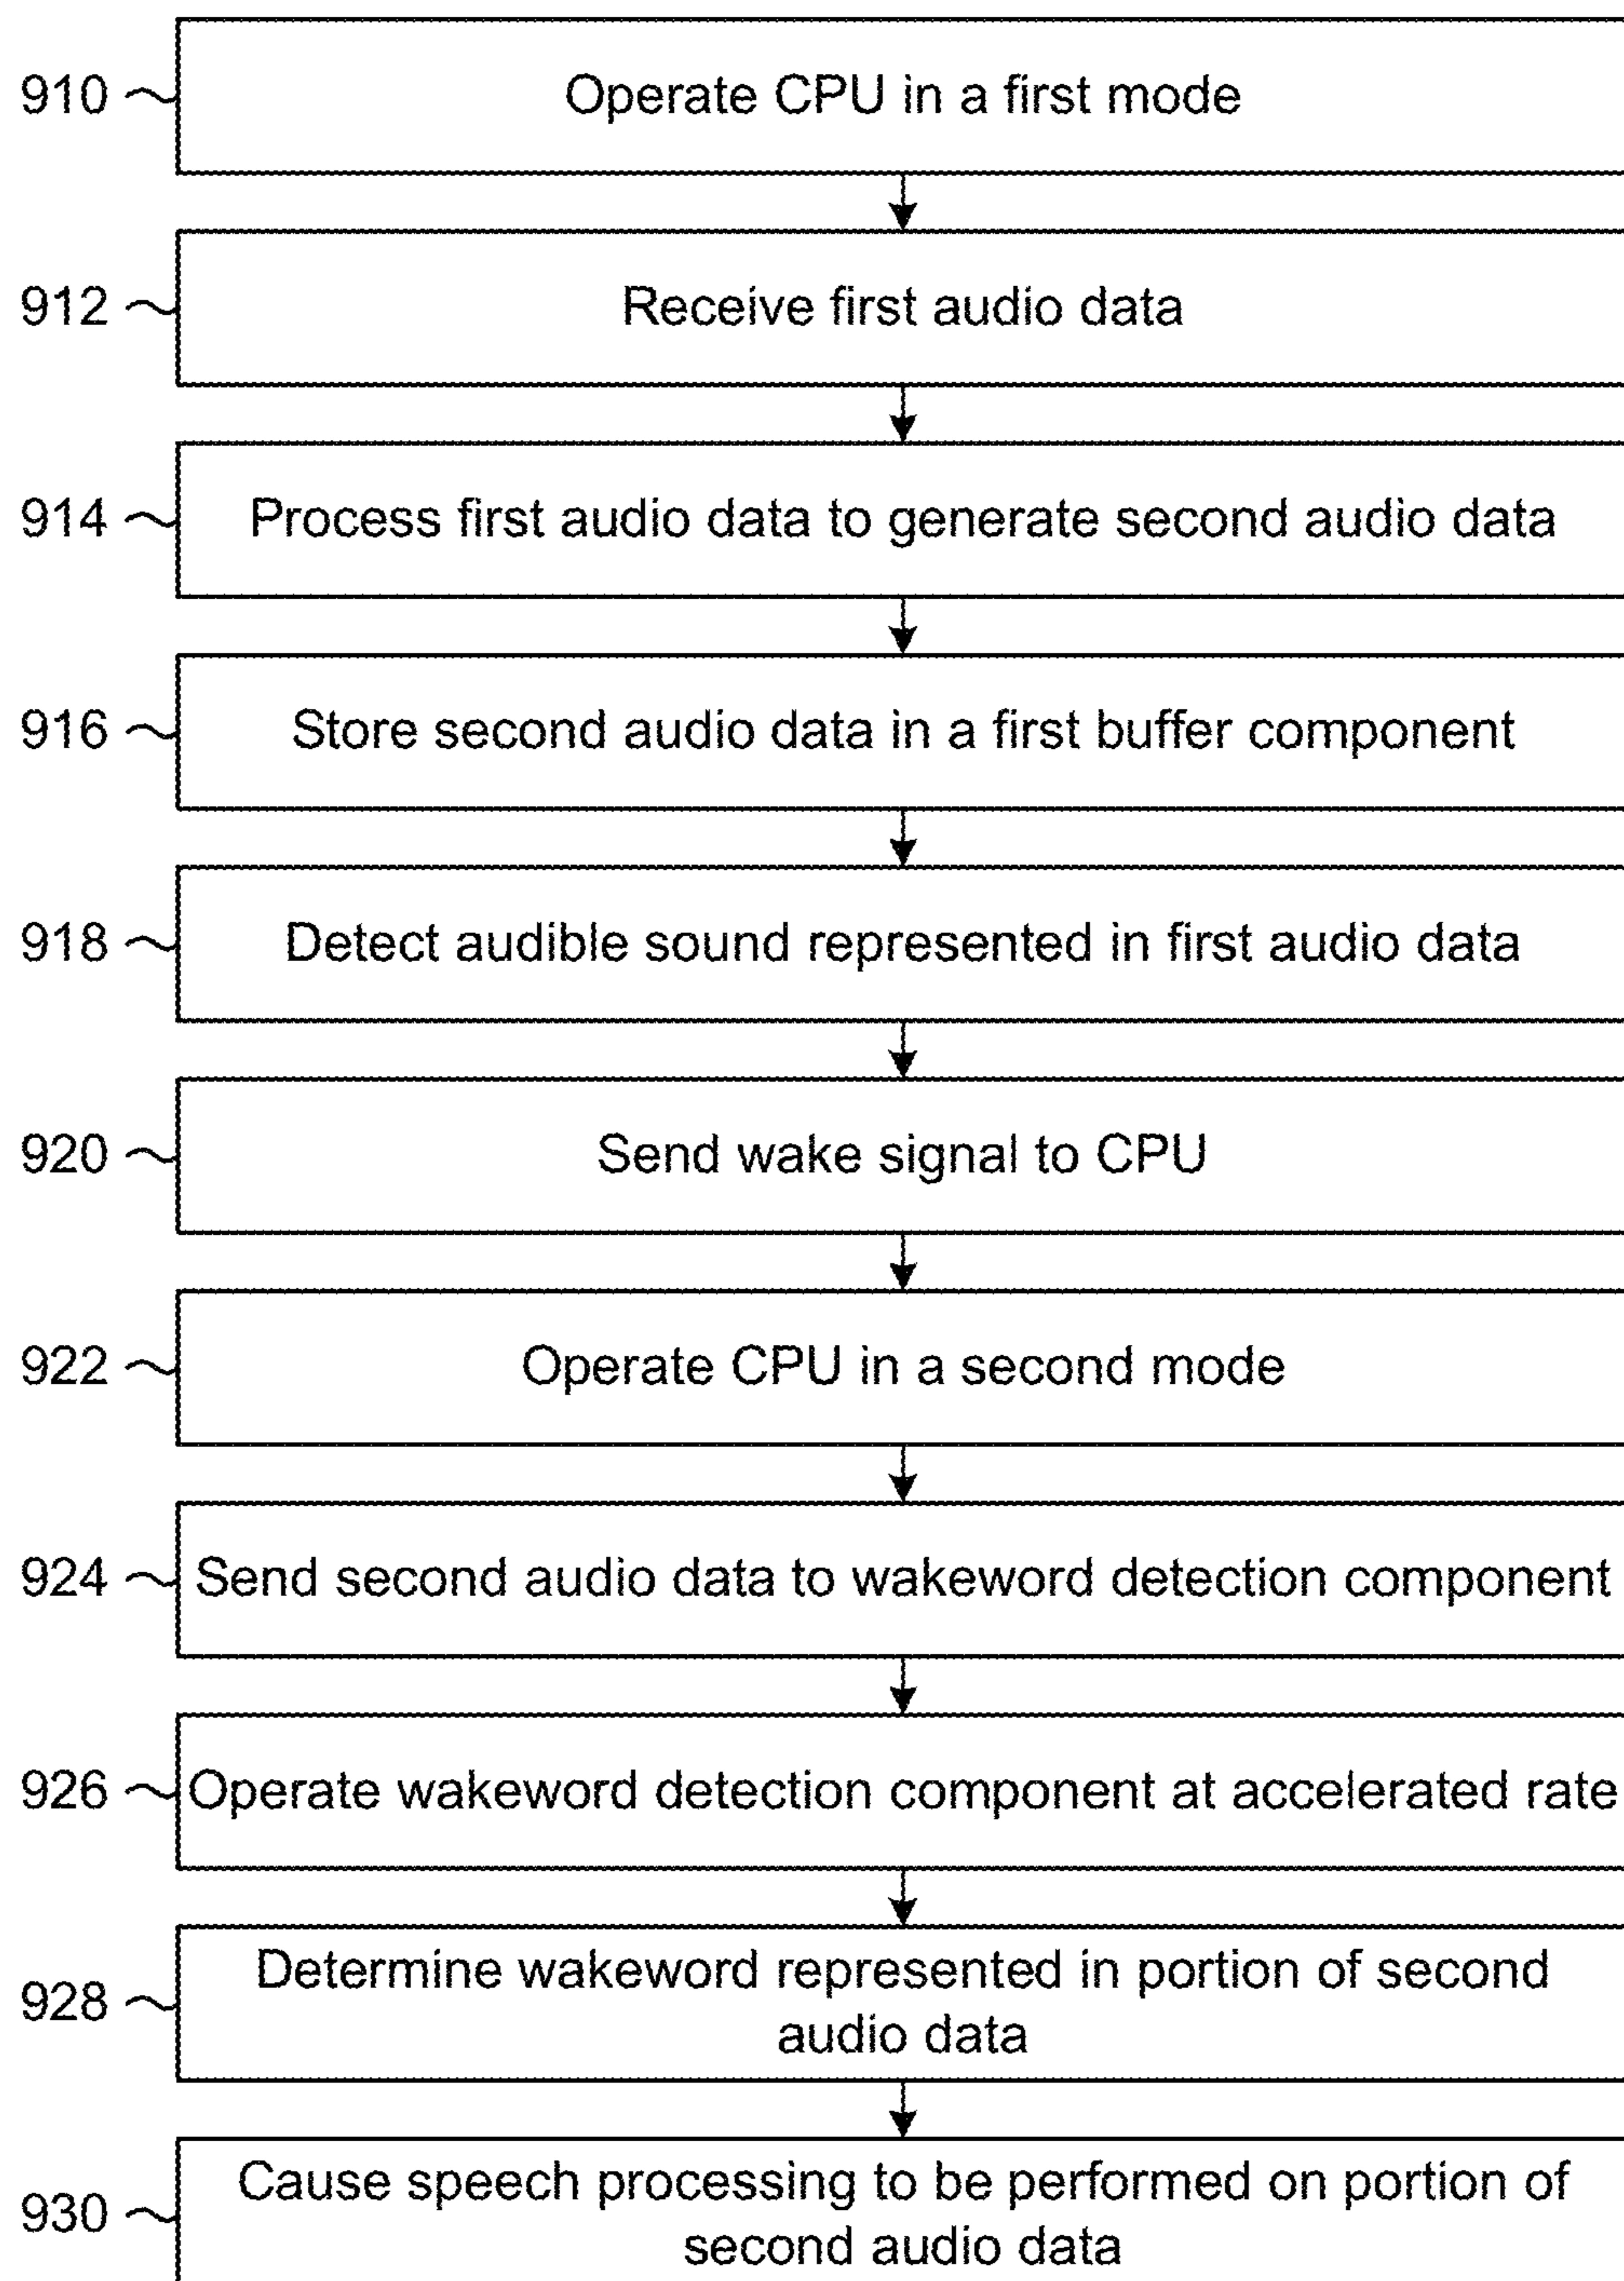 910
Operate CPU in a first mode
912
Receive first audio data
914
Process first audio data to generate second audio data
916
Store second audio data in a first buffer component
918
Detect audible sound represented in first audio data
920
Send wake signal to CPU
922
Operate CPU in a second mode
924
Send second audio data to wakeword detection component
926
Operate wakeword detection component at accelerated rate
928
Determine wakeword represented in portion of second
audio data
930
Cause speech processing to be performed on portion of
second audio data